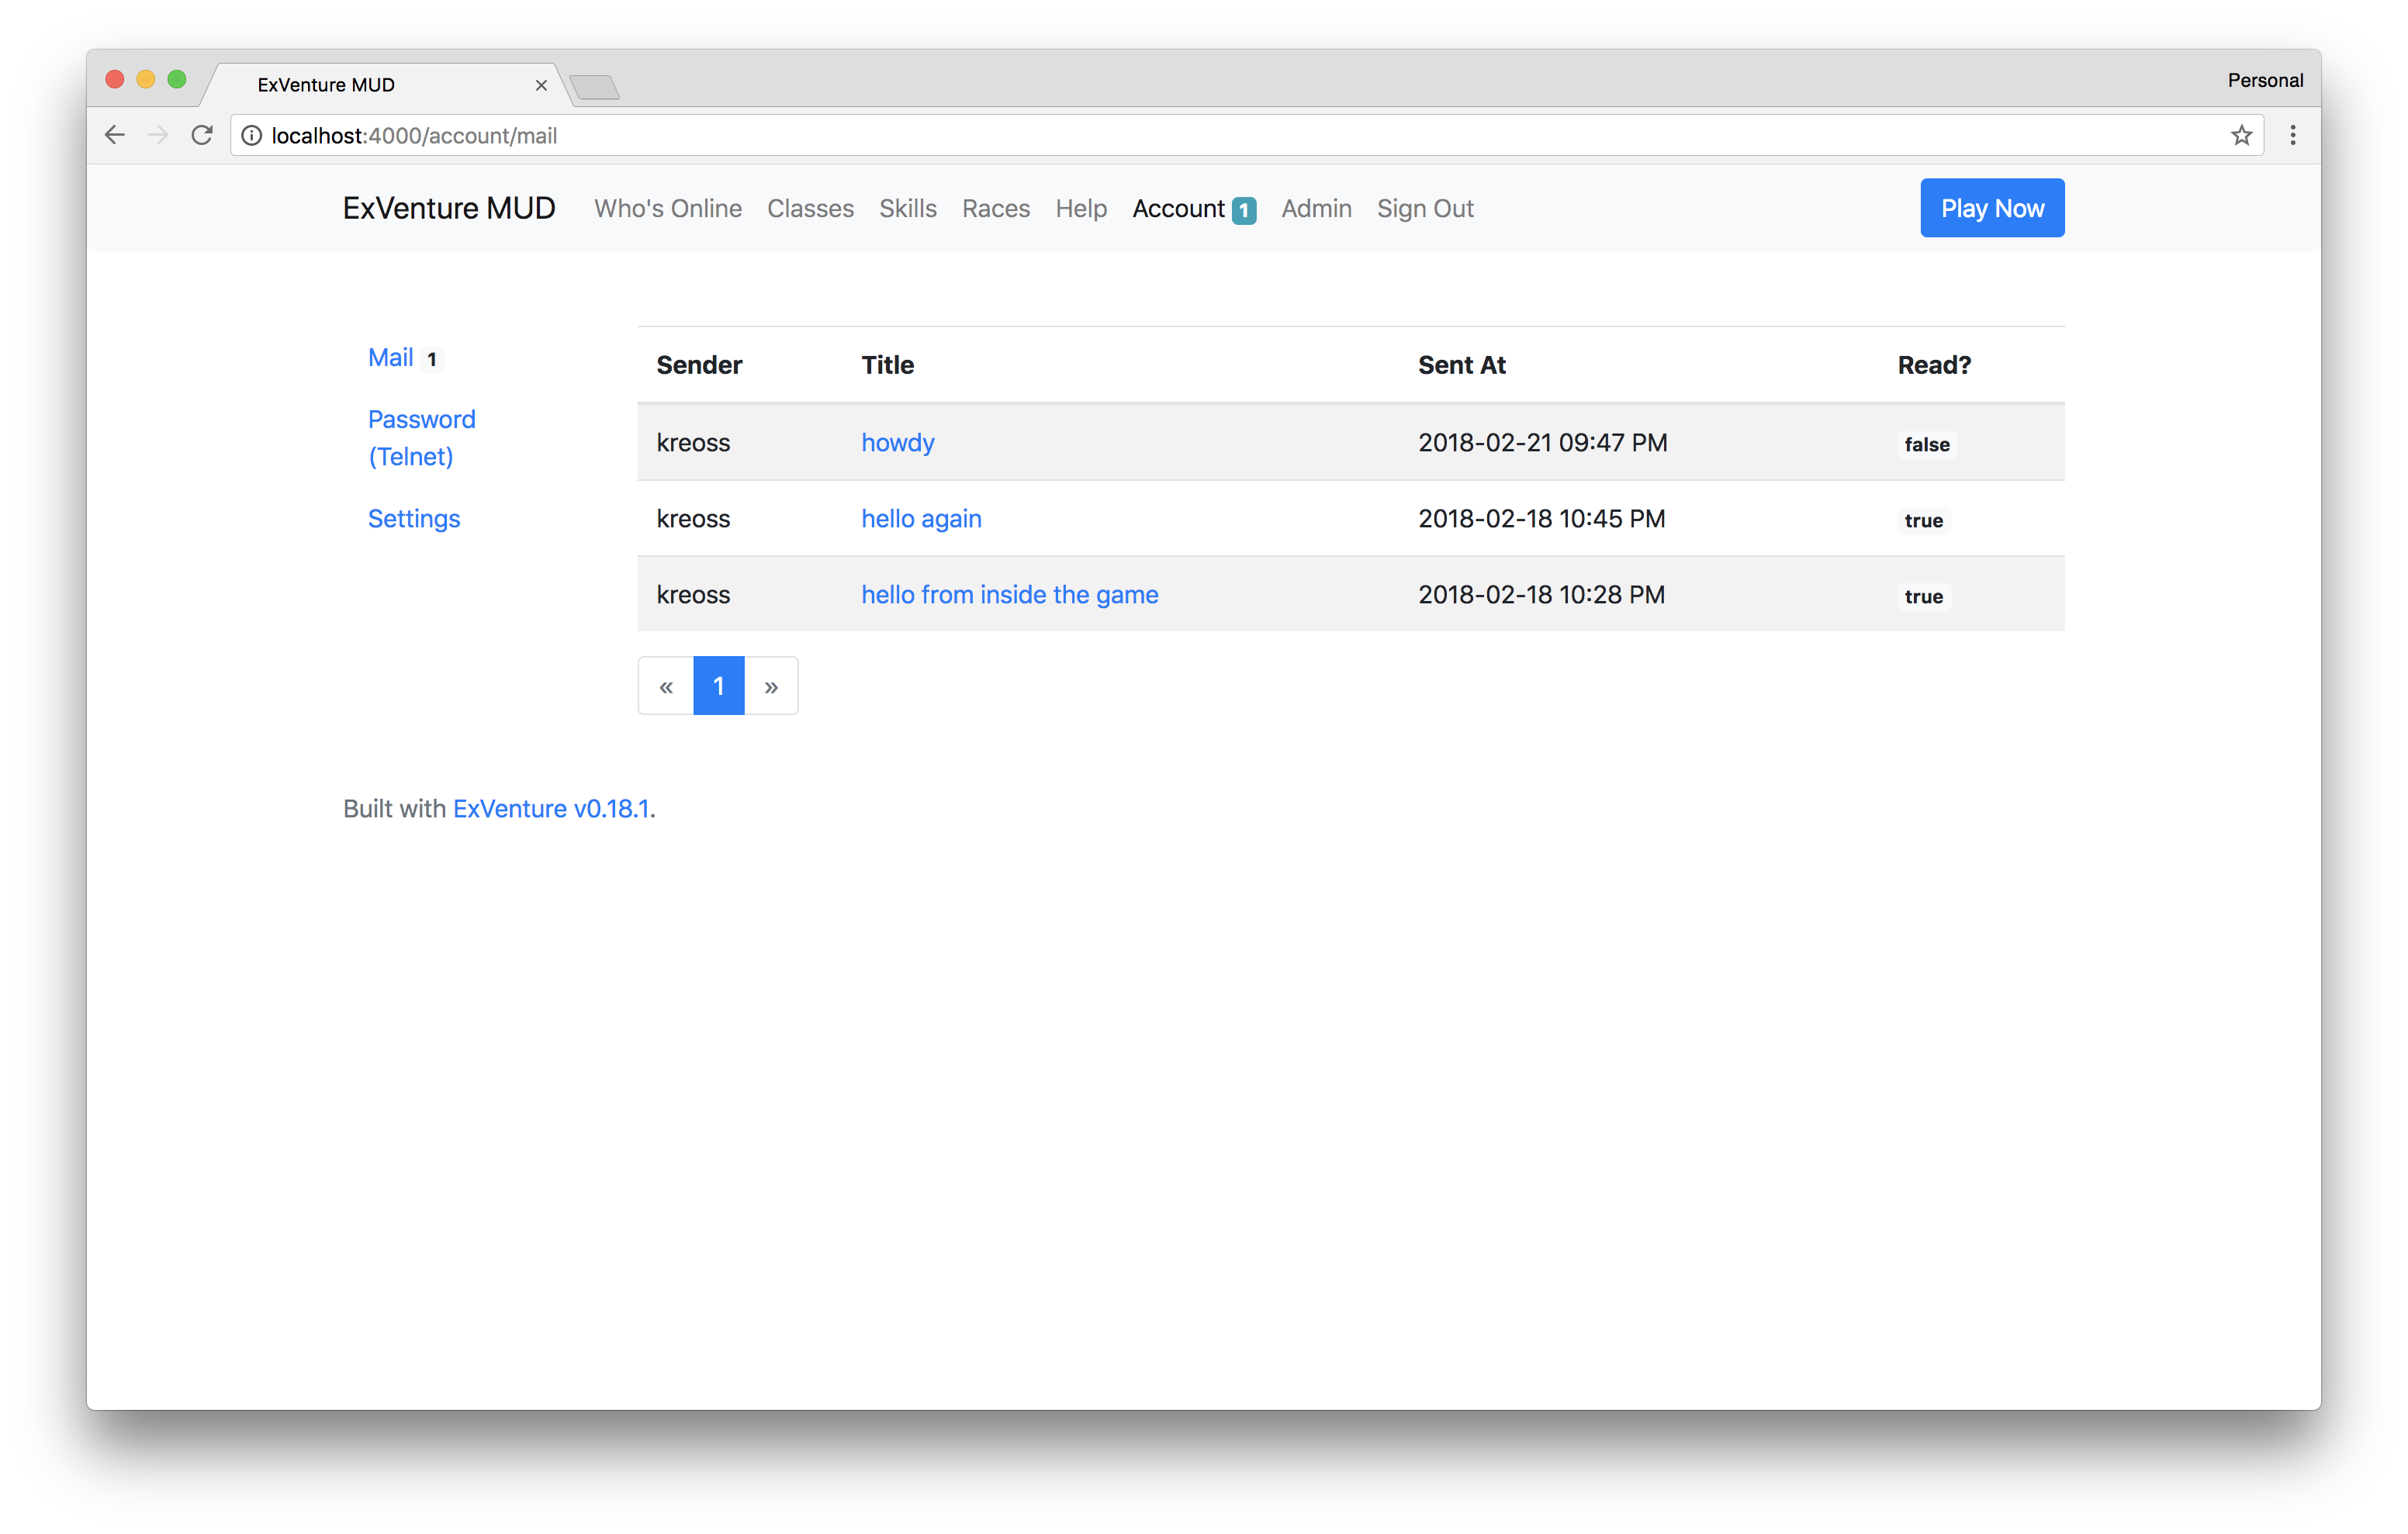 ExVenture MUD
Personal
localhost:4000/account/mail
ExVenture MUD Who's Online Classes Skills Races Help Account 1 Admin Sign Out Play Now
Mail 1
Password
(Telnet)
Settings
Sender Title Sent At Read?
kreoss howdy 2018-02-21 09:47 PM false
kreoss hello again 2018-02-18 10:45 PM true
kreoss hello from inside the game 2018-02-18 10:28 PM true
« 1 »
Built with ExVenture v0.18.1.